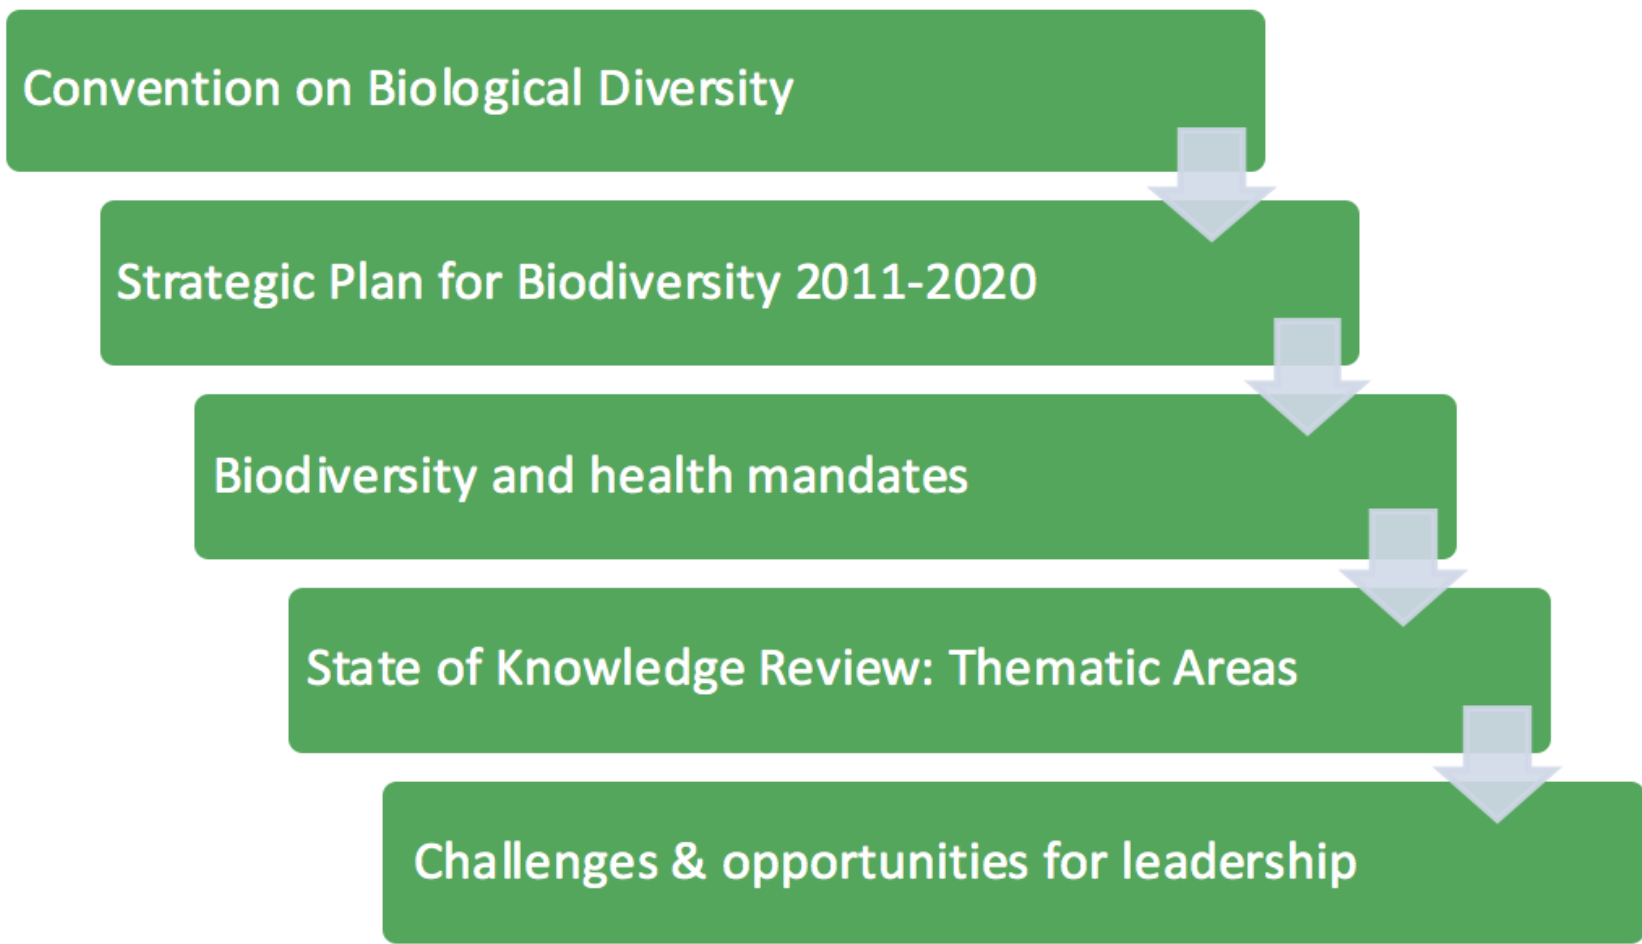 Convention on Biological Diversity
Strategic Plan for Biodiversity 2011-2020
Biodiversity and health mandates
State of Knowledge Review: Thematic Areas
Challenges & opportunities for leadership